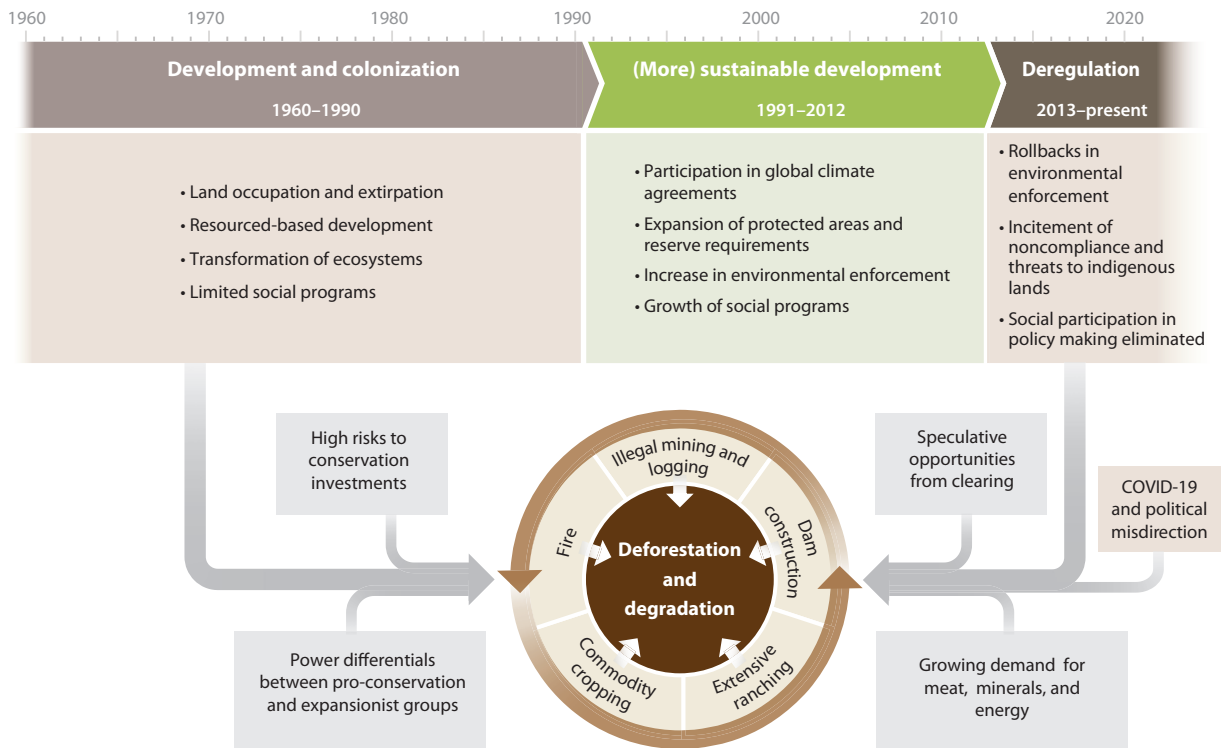 1960 1970 1980 1990 2000 2010 2020
Development and colonization
1960–1990
(More) sustainable development
1991–2012
Deregulation
2013–present
• Land occupation and extirpation
• Resourced-based development
• Transformation of ecosystems
• Limited social programs
• Participation in global climate
agreements
• Expansion of protected areas and
reserve requirements
• Increase in environmental enforcement
• Growth of social programs
• Rollbacks in
environmental
enforcement
• Incitement of
noncompliance and
threats to indigenous
lands
• Social participation in
policy making eliminated
High risks to
conservation
investments
Power differentials
between pro-conservation
and expansionist groups
Illegal mining and
logging
Dam
construction
Extensive
ranching
Commodity
cropping
Fire
Deforestation
and
degradation
Speculative
opportunities
from clearing
COVID-19
and political
misdirection
Growing demand for
meat, minerals, and
energy